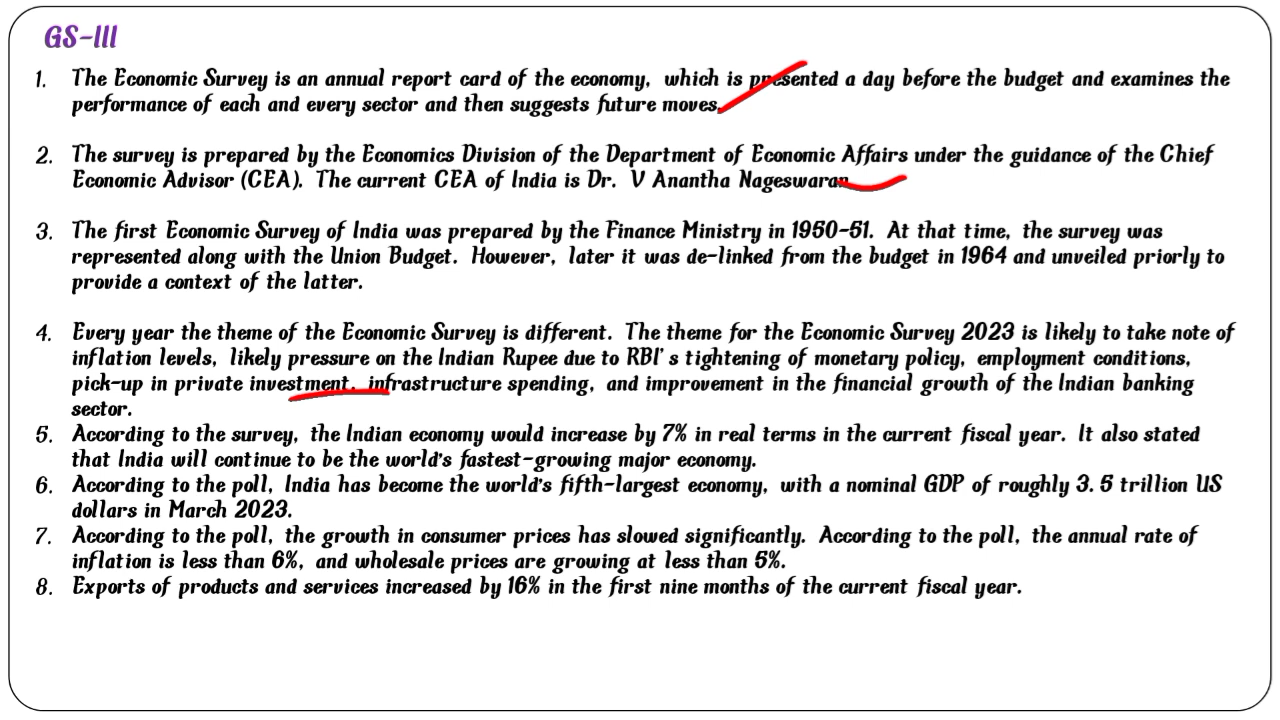 GS-III
1. The Economic Survey is an annual report card of the economy, which is presented a day before the budget and examines the
performance of each and every sector and then suggests future moves.
2. The survey is prepared by the Economics Division of the Department of Economic Affairs under the guidance of the Chief
Economic Advisor (CEA). The current CEA of India is Dr. V Anantha Nageswaran
3. The first Economic Survey of India was prepared by the Finance Ministry in 1950-51. At that time, the survey was
represented along with the Union Budget. However, later it was de-linked from the budget in 1964 and unveiled priorly to
provide a context of the latter.
4. Every year the theme of the Economic Survey is different. The theme for the Economic Survey 2023 is likely to take note of
inflation levels, likely pressure on the Indian Rupee due to RBI's tightening of monetary policy, employment conditions,
pick-up in private investment, infrastructure spending, and improvement in the financial growth of the Indian banking
sector.
5. According to the survey, the Indian economy would increase by 7% in real terms in the current fiscal year. It also stated
that India will continue to be the world's fastest-growing major economy.
6. According to the poll, India has become the world's fifth-largest economy, with a nominal GDP of roughly 3.5 trillion US
dollars in March 2023.
7. According to the poll, the growth in consumer prices has slowed significantly. According to the poll, the annual rate of
inflation is less than 6%, and wholesale prices are growing at less than 5%.
8. Exports of products and services increased by 16% in the first nine months of the current fiscal year.